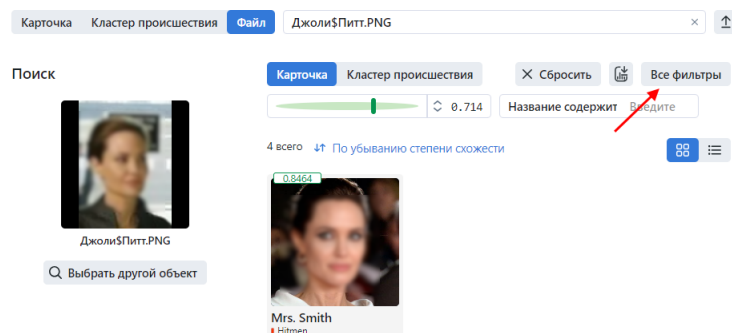 Карточка Кластер происшествия Файл Джоли$Питт.PNG
Поиск
Карточка Кластер происшествия Сбросить Все фильтры
0.714 Название содержит Введите
4 всего По убыванию степени схожести
0.8464
Джоли$Питт.PNG
Выбрать другой объект
Mrs. Smith
Hitmen